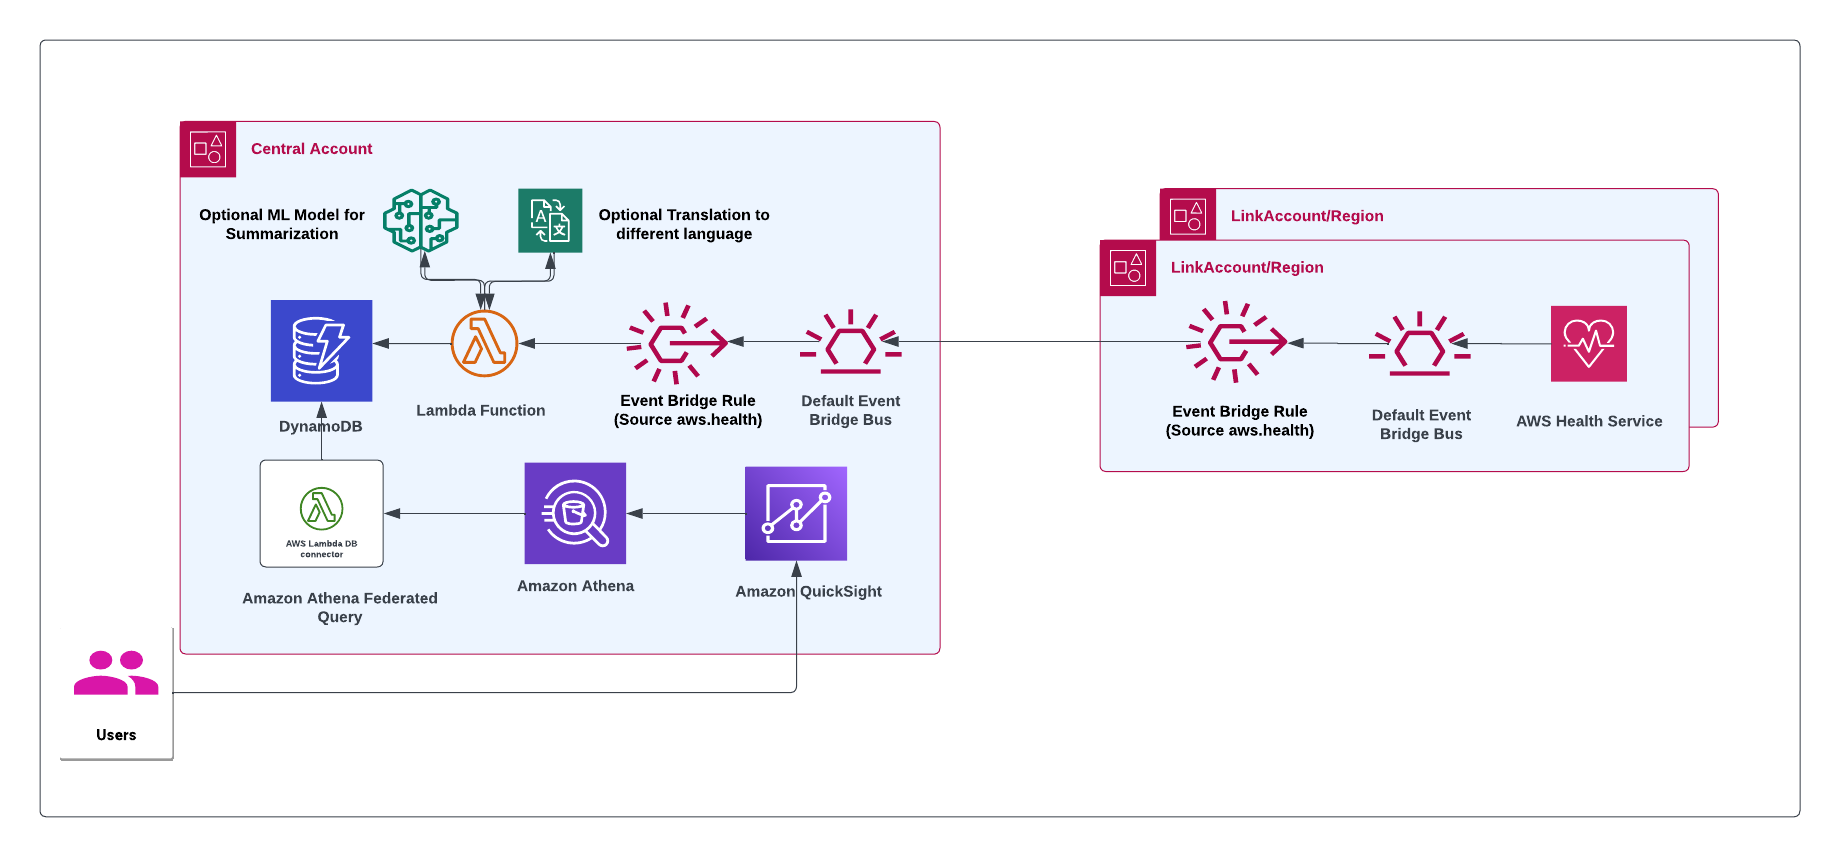 Central Account
Optional ML Model for
Summarization
A
文
Optional Translation to
different language
DynamoDB
Lambda Function
Event Bridge Rule
(Source aws.health)
Default Event
Bridge Bus
AWS Lambda DB
connector
Amazon Athena Federated
Query
Amazon Athena
Amazon QuickSight
Users
LinkAccount/Region
LinkAccount/Region
Event Bridge Rule
(Source aws.health)
Default Event
Bridge Bus
AWS Health Service